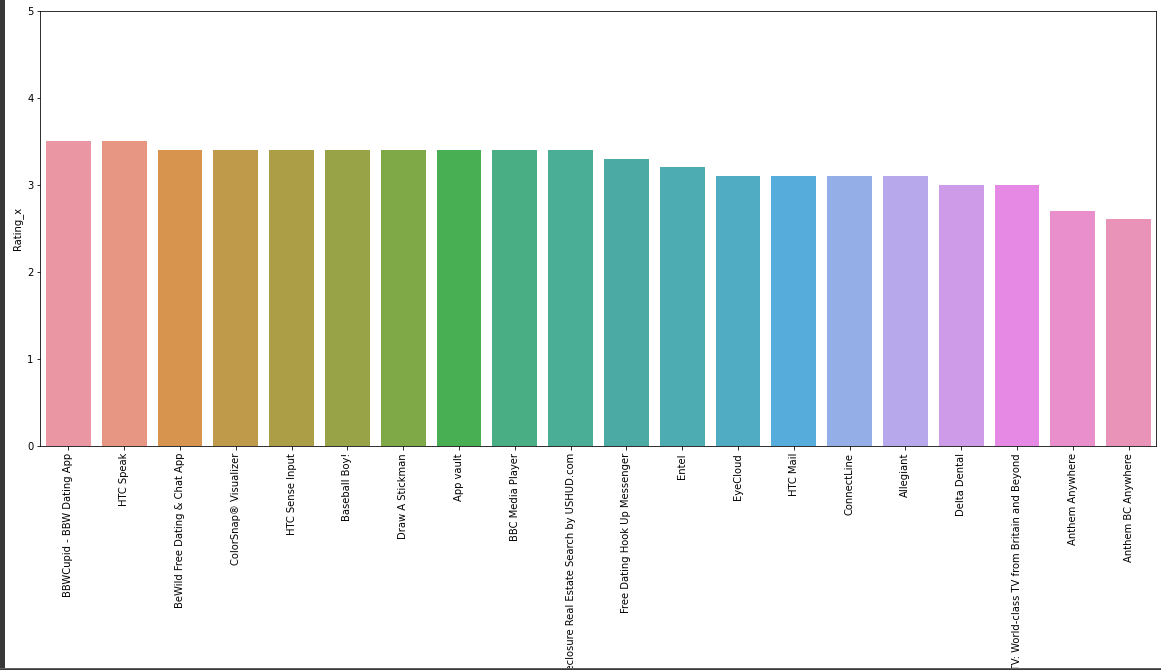 5
4
3
2
1
0
Rating_x
BBWCupid - BBW Dating App
HTC Speak
BeWild Free Dating & Chat App
ColorSnap® Visualizer
HTC Sense Input
Baseball Boy!
Draw A Stickman
App vault
BBC Media Player
Real Estate Search by USHUD.com
Free Dating Hook Up Messenger
Entel
EyeCloud
HTC Mail
ConnectLine
Allegiant
Delta Dental
TV: World-class TV from Britain and Beyond
Anthem Anywhere
Anthem BC Anywhere